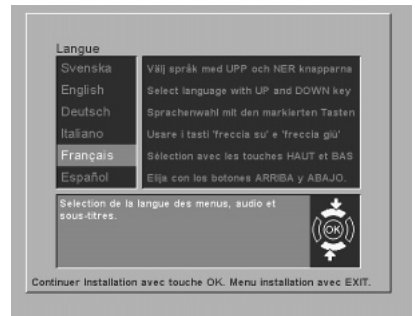 Langue
Svenska
Välj språk med UPP och NER knapparna
English
Select language with UP and DOWN key
Deutsch
Sprachenwahl mit den markierten Tasten
Italiano
Usare i tasti 'freccia su' e 'freccia giù'
Français
Sélection avec les touches HAUT et BAS
Español
Elija con los botones ARRIBA y ABAJO.
Selection de la langue des menus, audio et
sous-titres.
OK
Continuer Installation avec touche OK. Menu installation avec EXIT.